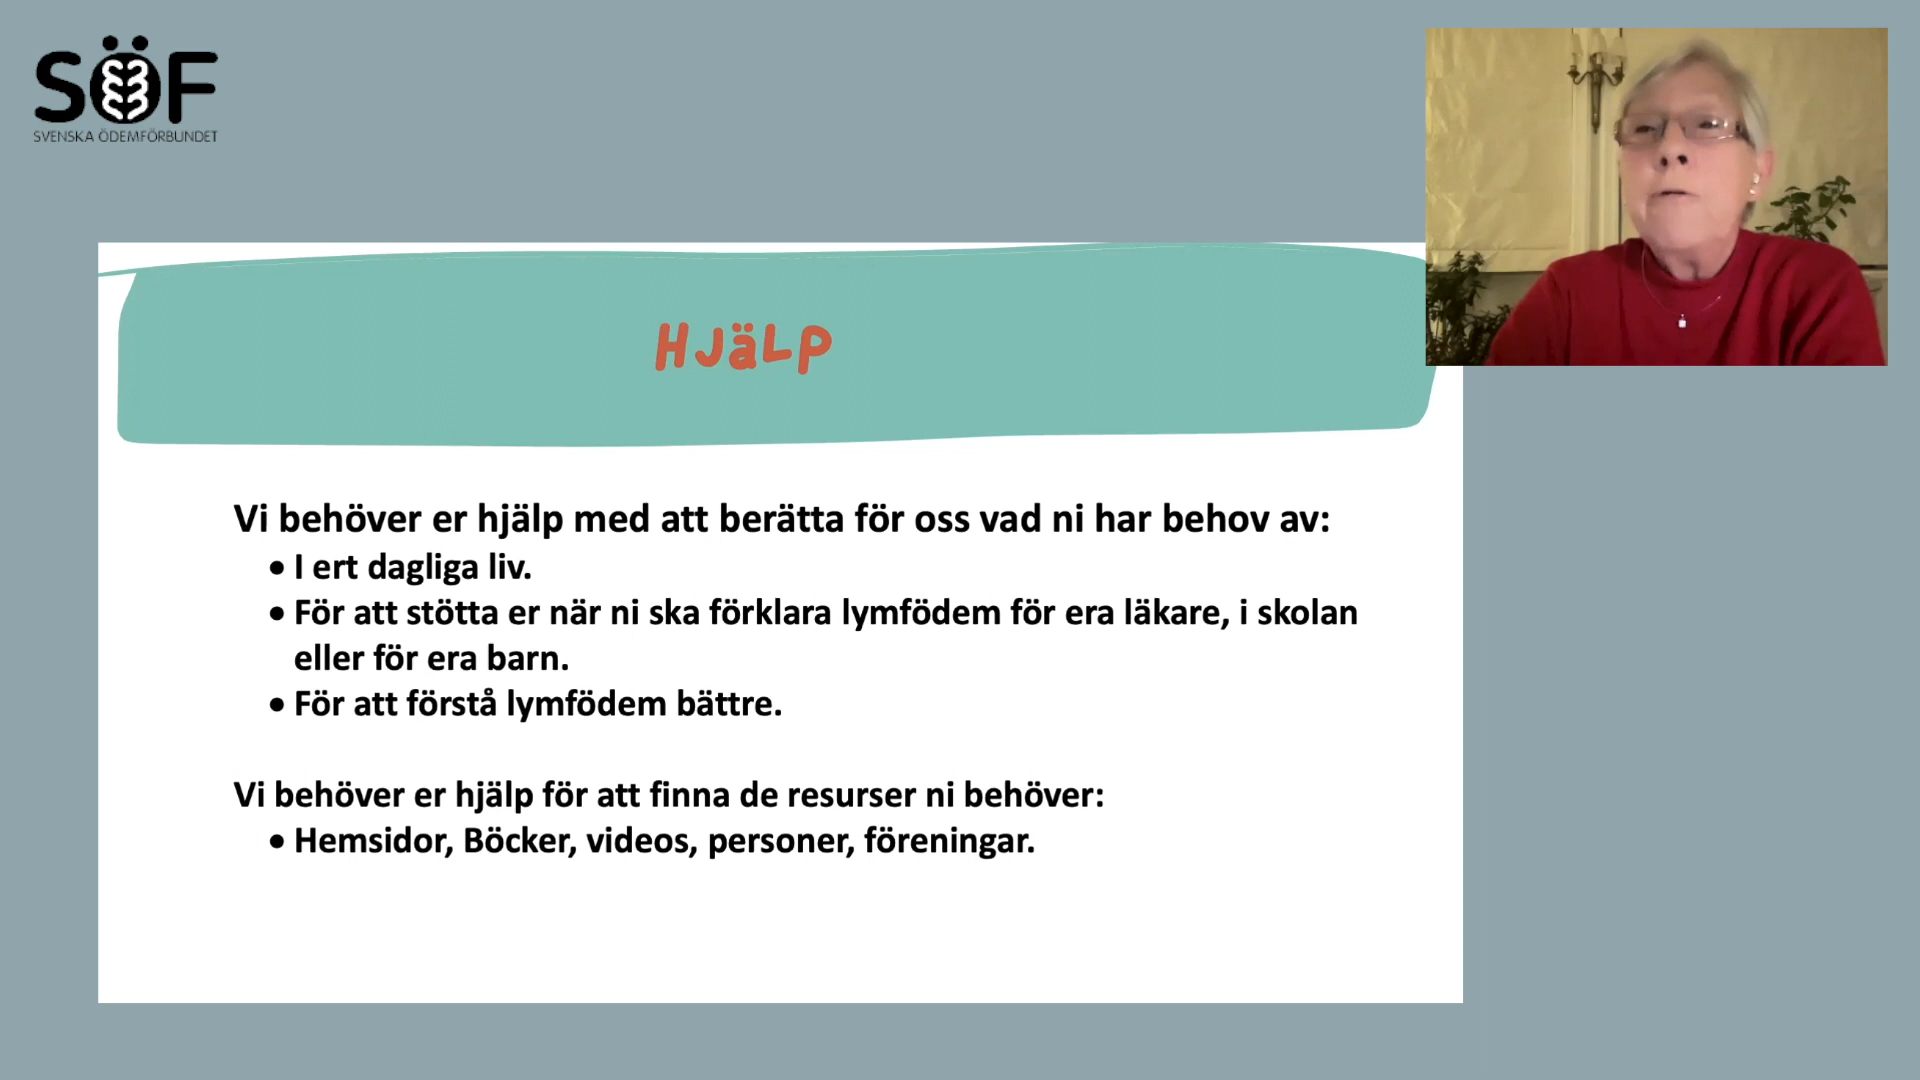 SÖF
SVENSKA ÖDEMFÖRBUNDET
HJäLP
Vi behöver er hjälp med att berätta för oss vad ni har behov av:
• I ert dagliga liv.
• För att stötta er när ni ska förklara lymfödem för era läkare, i skolan
eller för era barn.
• För att förstå lymfödem bättre.
Vi behöver er hjälp för att finna de resurser ni behöver:
• Hemsidor, Böcker, videos, personer, föreningar.